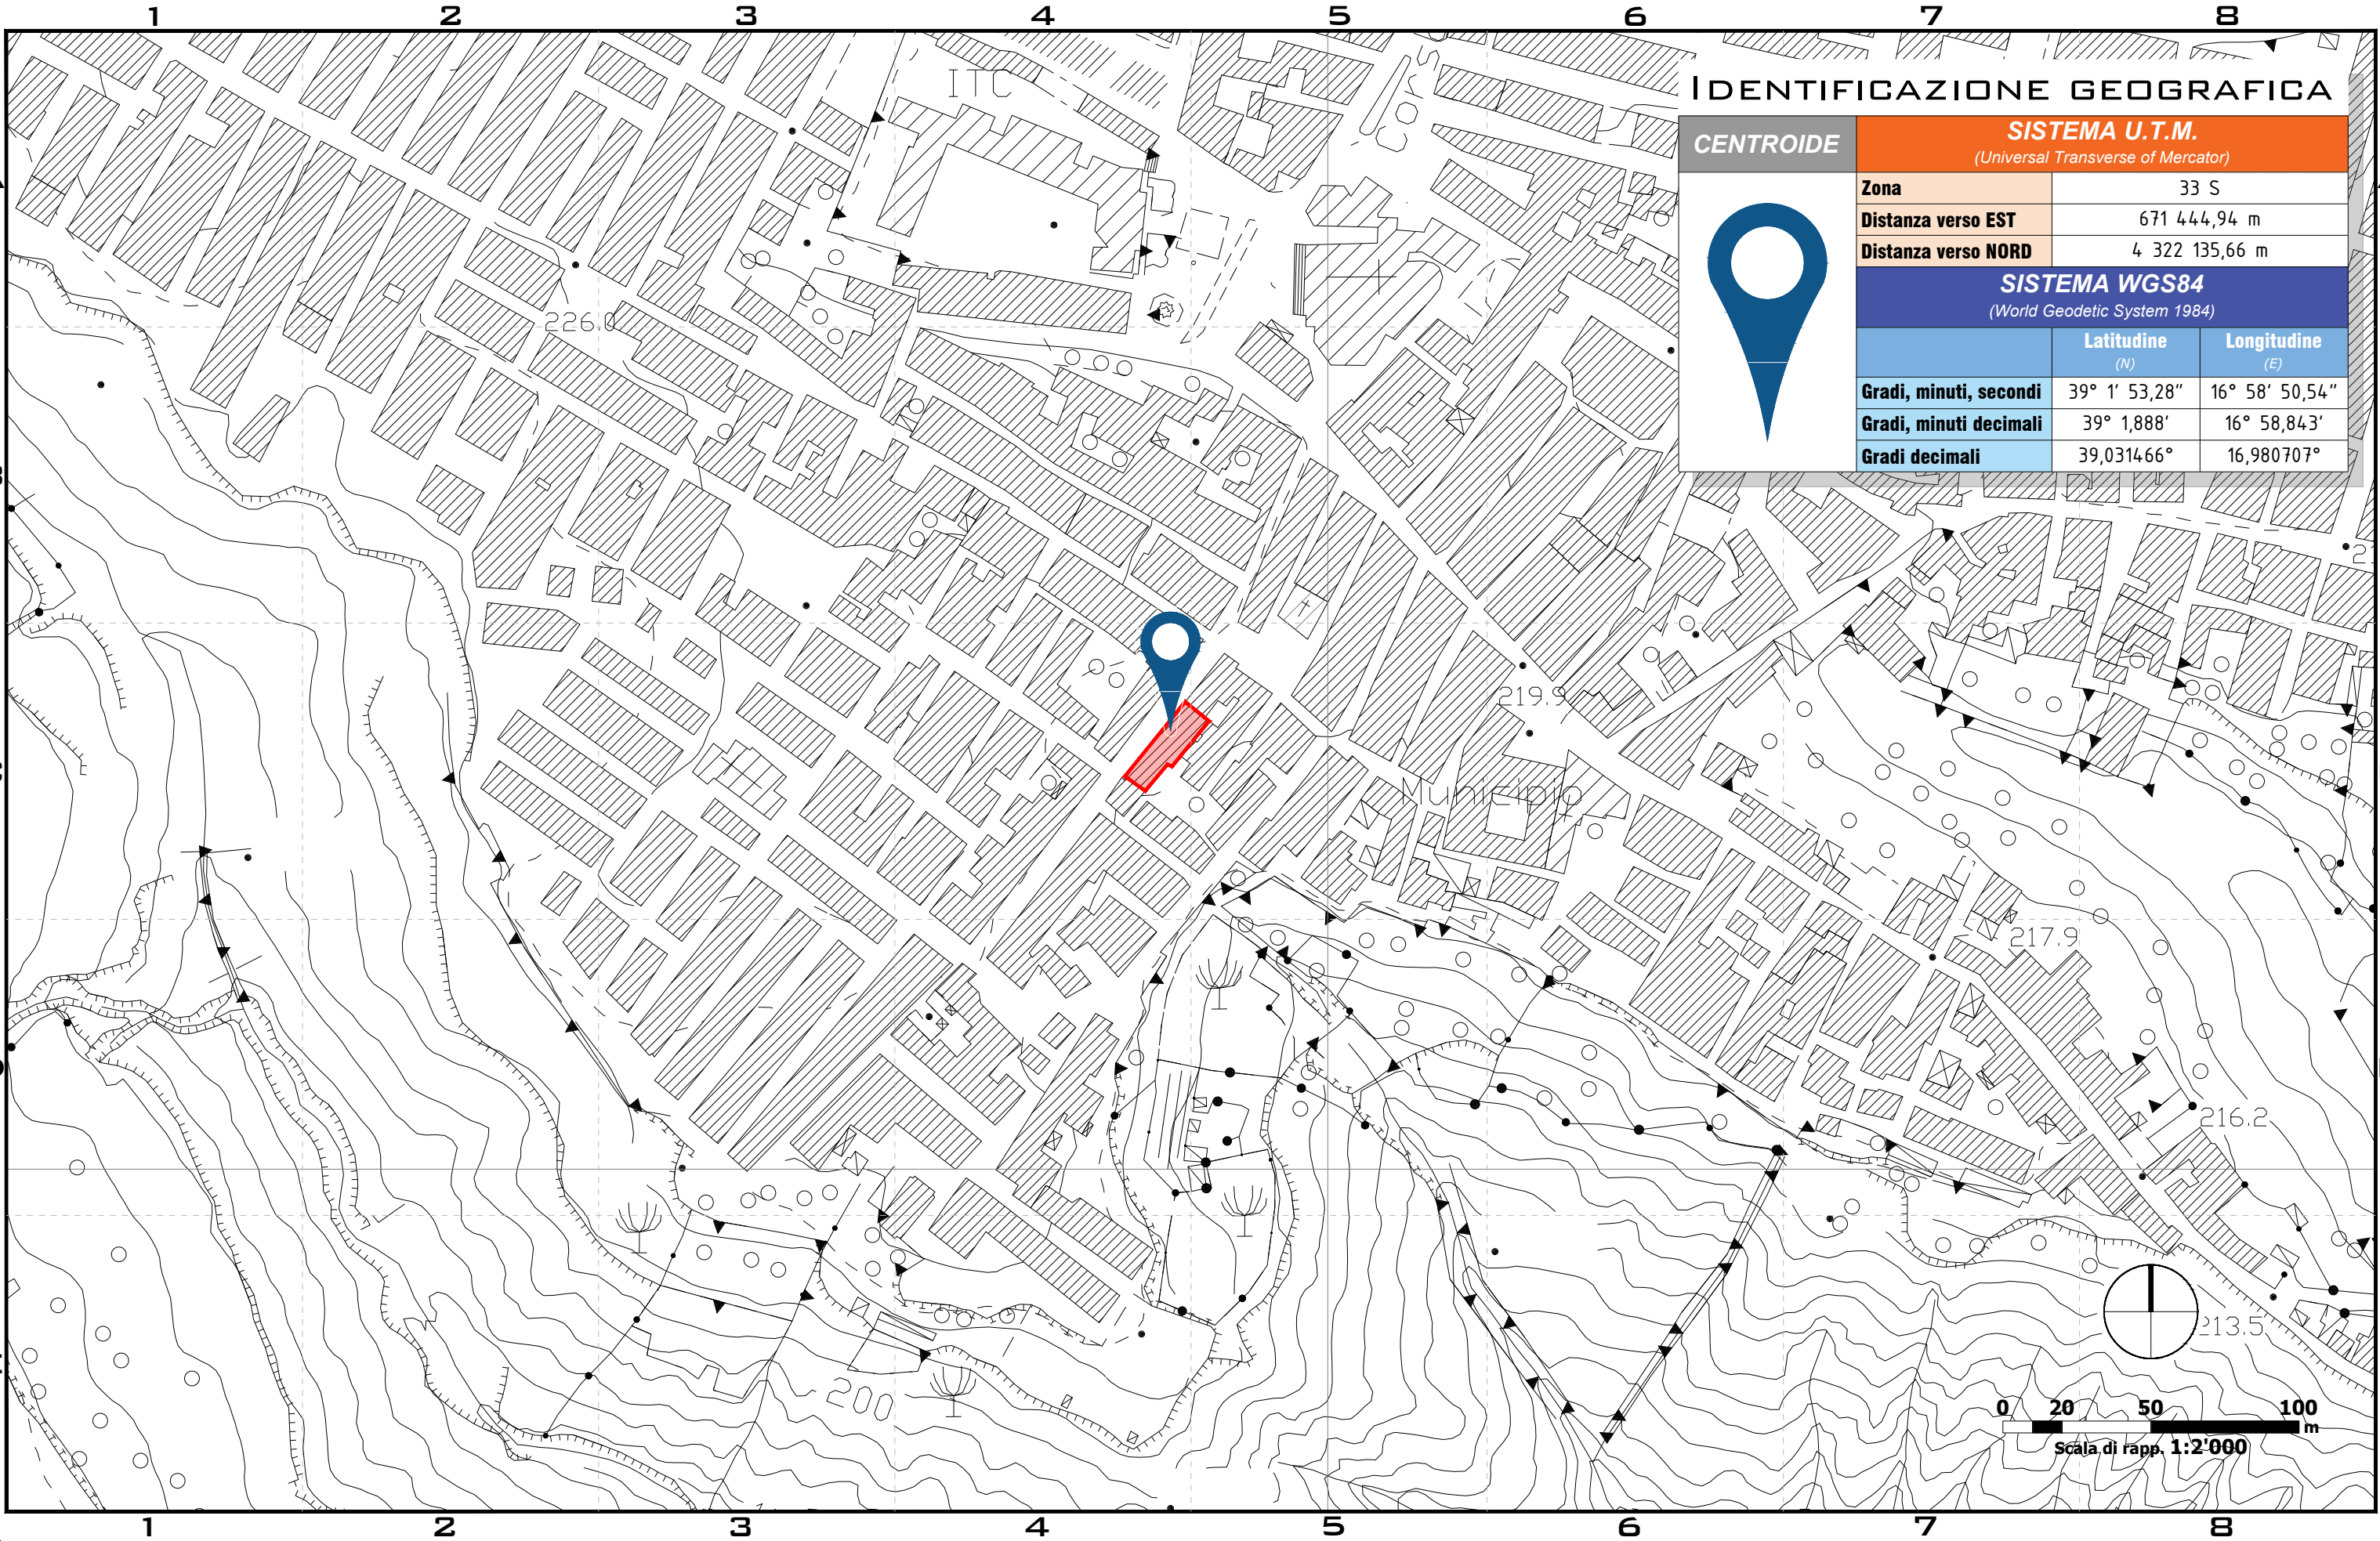 1 2 3 4 5 6 7 8
ITC
IDENTIFICAZIONE GEOGRAFICA
CENTROIDE
SISTEMA U.T.M.
(Universal Transverse of Mercator)
Zona 33 S
Distanza verso EST 671 444,94 m
Distanza verso NORD 4 322 135,66 m
SISTEMA WGS84
(World Geodetic System 1984)
Latitudine Longitudine
(N) (E)
Gradi, minuti, secondi 39° 1' 53,28" 16° 58' 50,54"
Gradi, minuti decimali 39° 1,888' 16° 58,843'
Gradi decimali 39,031466° 16,980707°
226.0
219.9
Municipio
217.9
216.2
213.5
200
0 20 50 100
m
Scala di rapp. 1:2'000
1 2 3 4 5 6 7 8